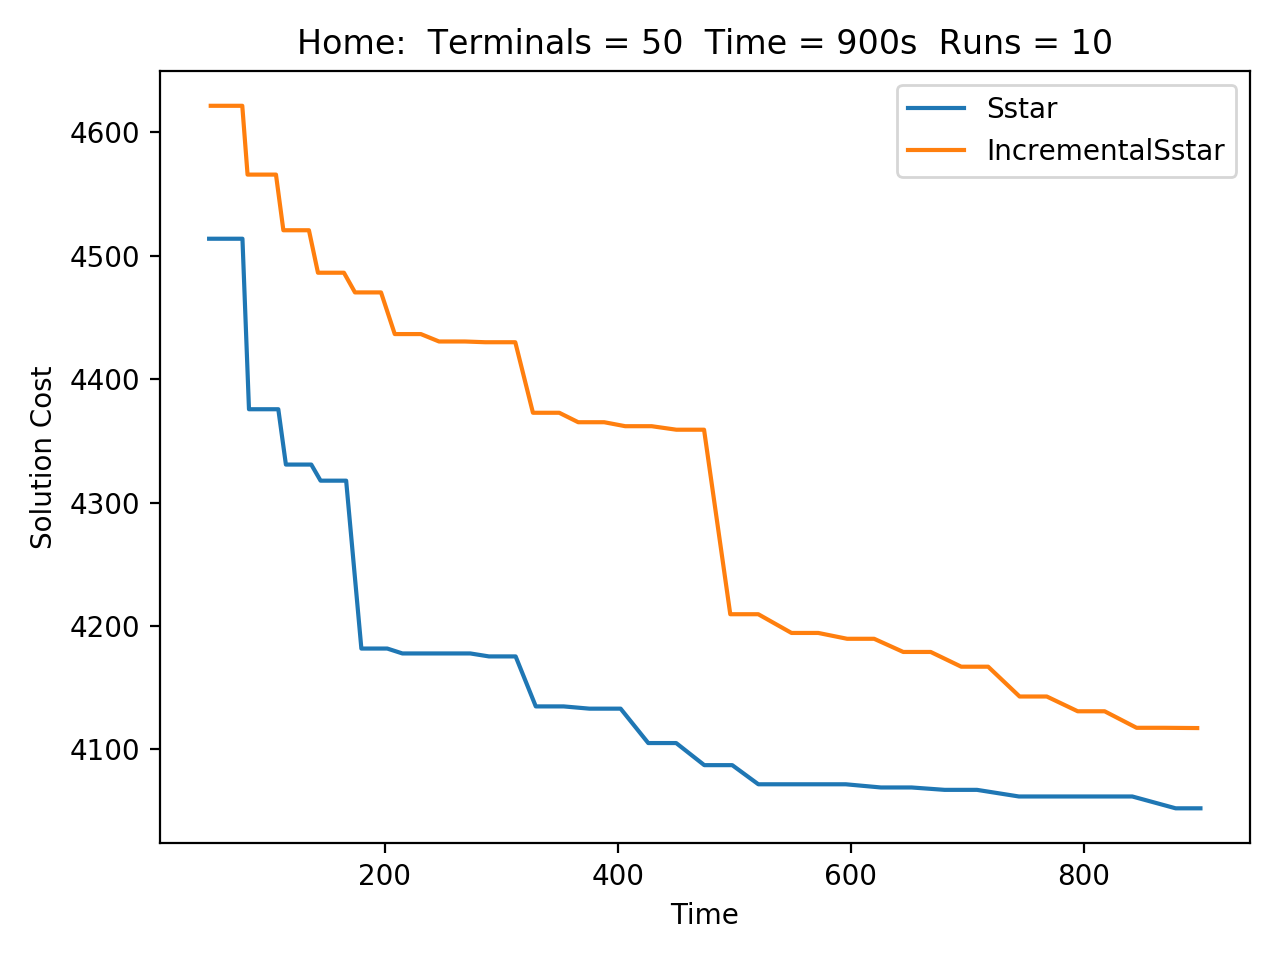 Home:  Terminals = 50  Time = 900s  Runs = 10
Sstar
IncrementalSstar
Solution Cost
4600
4500
4400
4300
4200
4100
200
400
600
800
Time